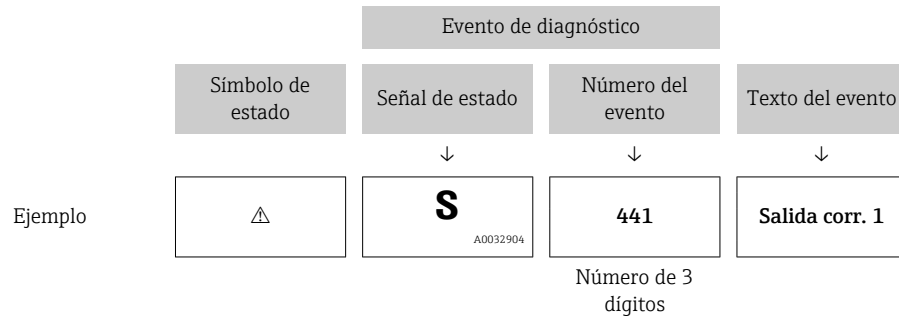 Evento de diagnóstico
Símbolo de
estado
Señal de estado
Número del
evento
Texto del evento
↓
↓
↓
Ejemplo
⚠
S
A0032904
441
Salida corr. 1
Número de 3
dígitos